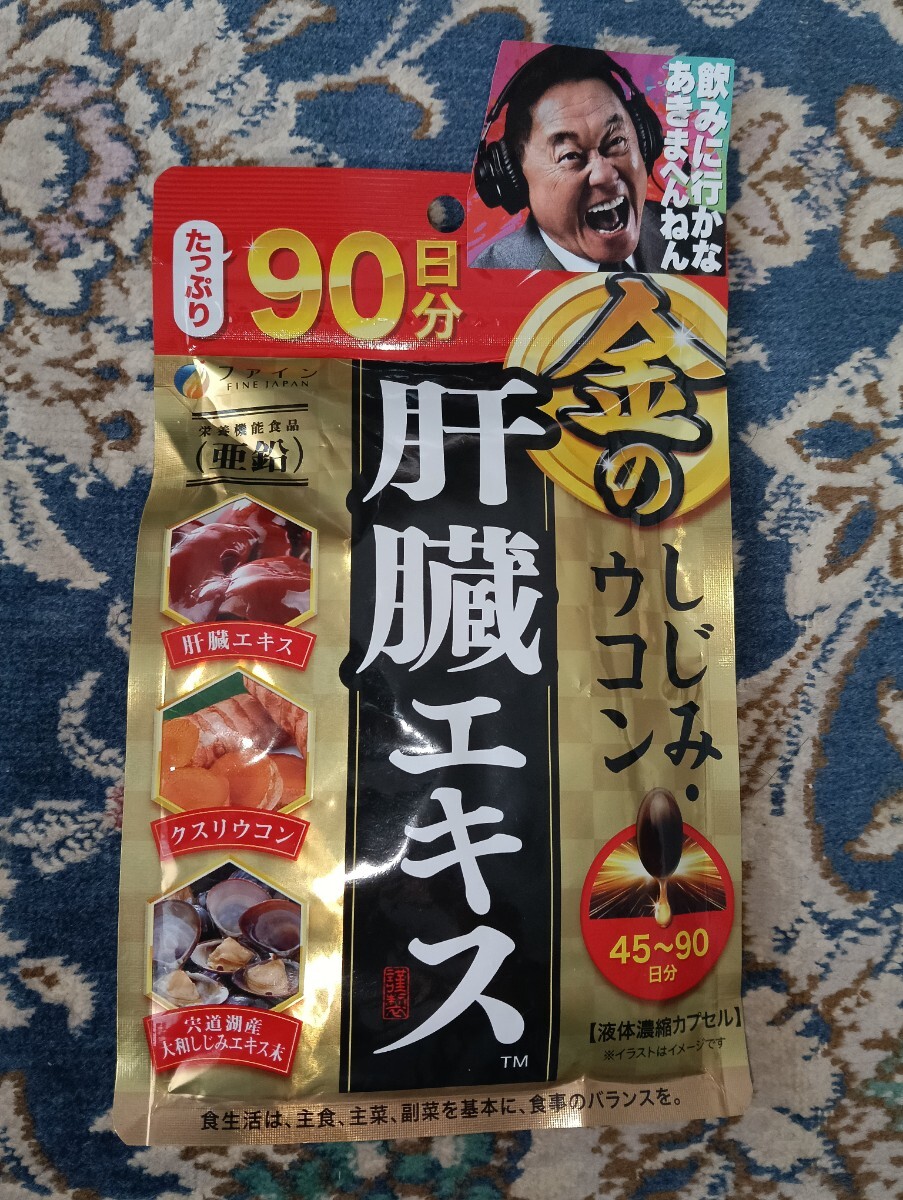 飲みに行かな
あきまへんねん
たっぷり
90日分
金の
ファイン
FINE JAPAN
栄養機能食品
(亜鉛)
しじみ・
ウコン
肝臓エキス
TM
肝臓エキス
クスリウコン
宍道湖産
大和しじみエキス末
45～90
日分
【液体濃縮カプセル】
※イラストはイメージです
食生活は、主食、主菜、副菜を基本に、食事のバランスを。